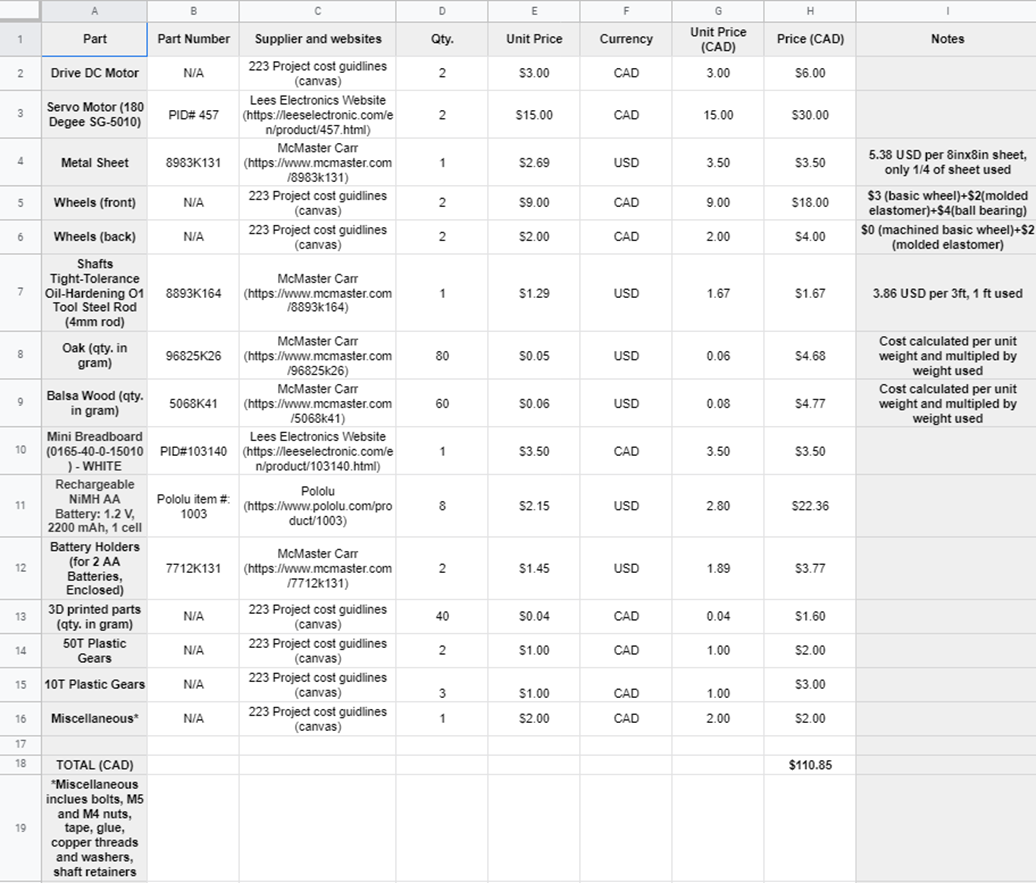 A B C D E F G H I
1 Part Part Number Supplier and websites Qty. Unit Price Currency Unit Price (CAD) Price (CAD) Notes
2 Drive DC Motor N/A 223 Project cost guidlines (canvas) 2 $3.00 CAD 3.00 $6.00
3 Servo Motor (180 Degee SG-5010) PID# 457 Lees Electronics Website (https://leeselectronic.com/en/product/457.html) 2 $15.00 CAD 15.00 $30.00
4 Metal Sheet 8983K131 McMaster Carr (https://www.mcmaster.com/8983k131) 1 $2.69 USD 3.50 $3.50 5.38 USD per 8inx8in sheet, only 1/4 of sheet used
5 Wheels (front) N/A 223 Project cost guidlines (canvas) 2 $9.00 CAD 9.00 $18.00 $3 (basic wheel)+$2(molded elastomer)+$4(ball bearing)
6 Wheels (back) N/A 223 Project cost guidlines (canvas) 2 $2.00 CAD 2.00 $4.00 $0 (machined basic wheel)+$2 (molded elastomer)
7 Shafts Tight-Tolerance Oil-Hardening O1 Tool Steel Rod (4mm rod) 8893K164 McMaster Carr (https://www.mcmaster.com/8893k164) 1 $1.29 USD 1.67 $1.67 3.86 USD per 3ft, 1 ft used
8 Oak (qty. in gram) 96825K26 McMaster Carr (https://www.mcmaster.com/96825k26) 80 $0.05 USD 0.06 $4.68 Cost calculated per unit weight and multipled by weight used
9 Balsa Wood (qty. in gram) 5068K41 McMaster Carr (https://www.mcmaster.com/5068k41) 60 $0.06 USD 0.08 $4.77 Cost calculated per unit weight and multipled by weight used
10 Mini Breadboard (0165-40-0-15010) - WHITE PID#103140 Lees Electronics Website (https://leeselectronic.com/en/product/103140.html) 1 $3.50 CAD 3.50 $3.50
11 Rechargeable NiMH AA Battery: 1.2 V, 2200 mAh, 1 cell Pololu item #: 1003 Pololu (https://www.pololu.com/product/1003) 8 $2.15 USD 2.80 $22.36
12 Battery Holders (for 2 AA Batteries, Enclosed) 7712K131 McMaster Carr (https://www.mcmaster.com/7712k131) 2 $1.45 USD 1.89 $3.77
13 3D printed parts (qty. in gram) N/A 223 Project cost guidlines (canvas) 40 $0.04 CAD 0.04 $1.60
14 50T Plastic Gears N/A 223 Project cost guidlines (canvas) 2 $1.00 CAD 1.00 $2.00
15 10T Plastic Gears N/A 223 Project cost guidlines (canvas) 3 $1.00 CAD 1.00 $3.00
16 Miscellaneous* N/A 223 Project cost guidlines (canvas) 1 $2.00 CAD 2.00 $2.00
17
18 TOTAL (CAD) $110.85
19 *Miscellaneous inclues bolts, M5 and M4 nuts, tape, glue, copper threads and washers, shaft retainers